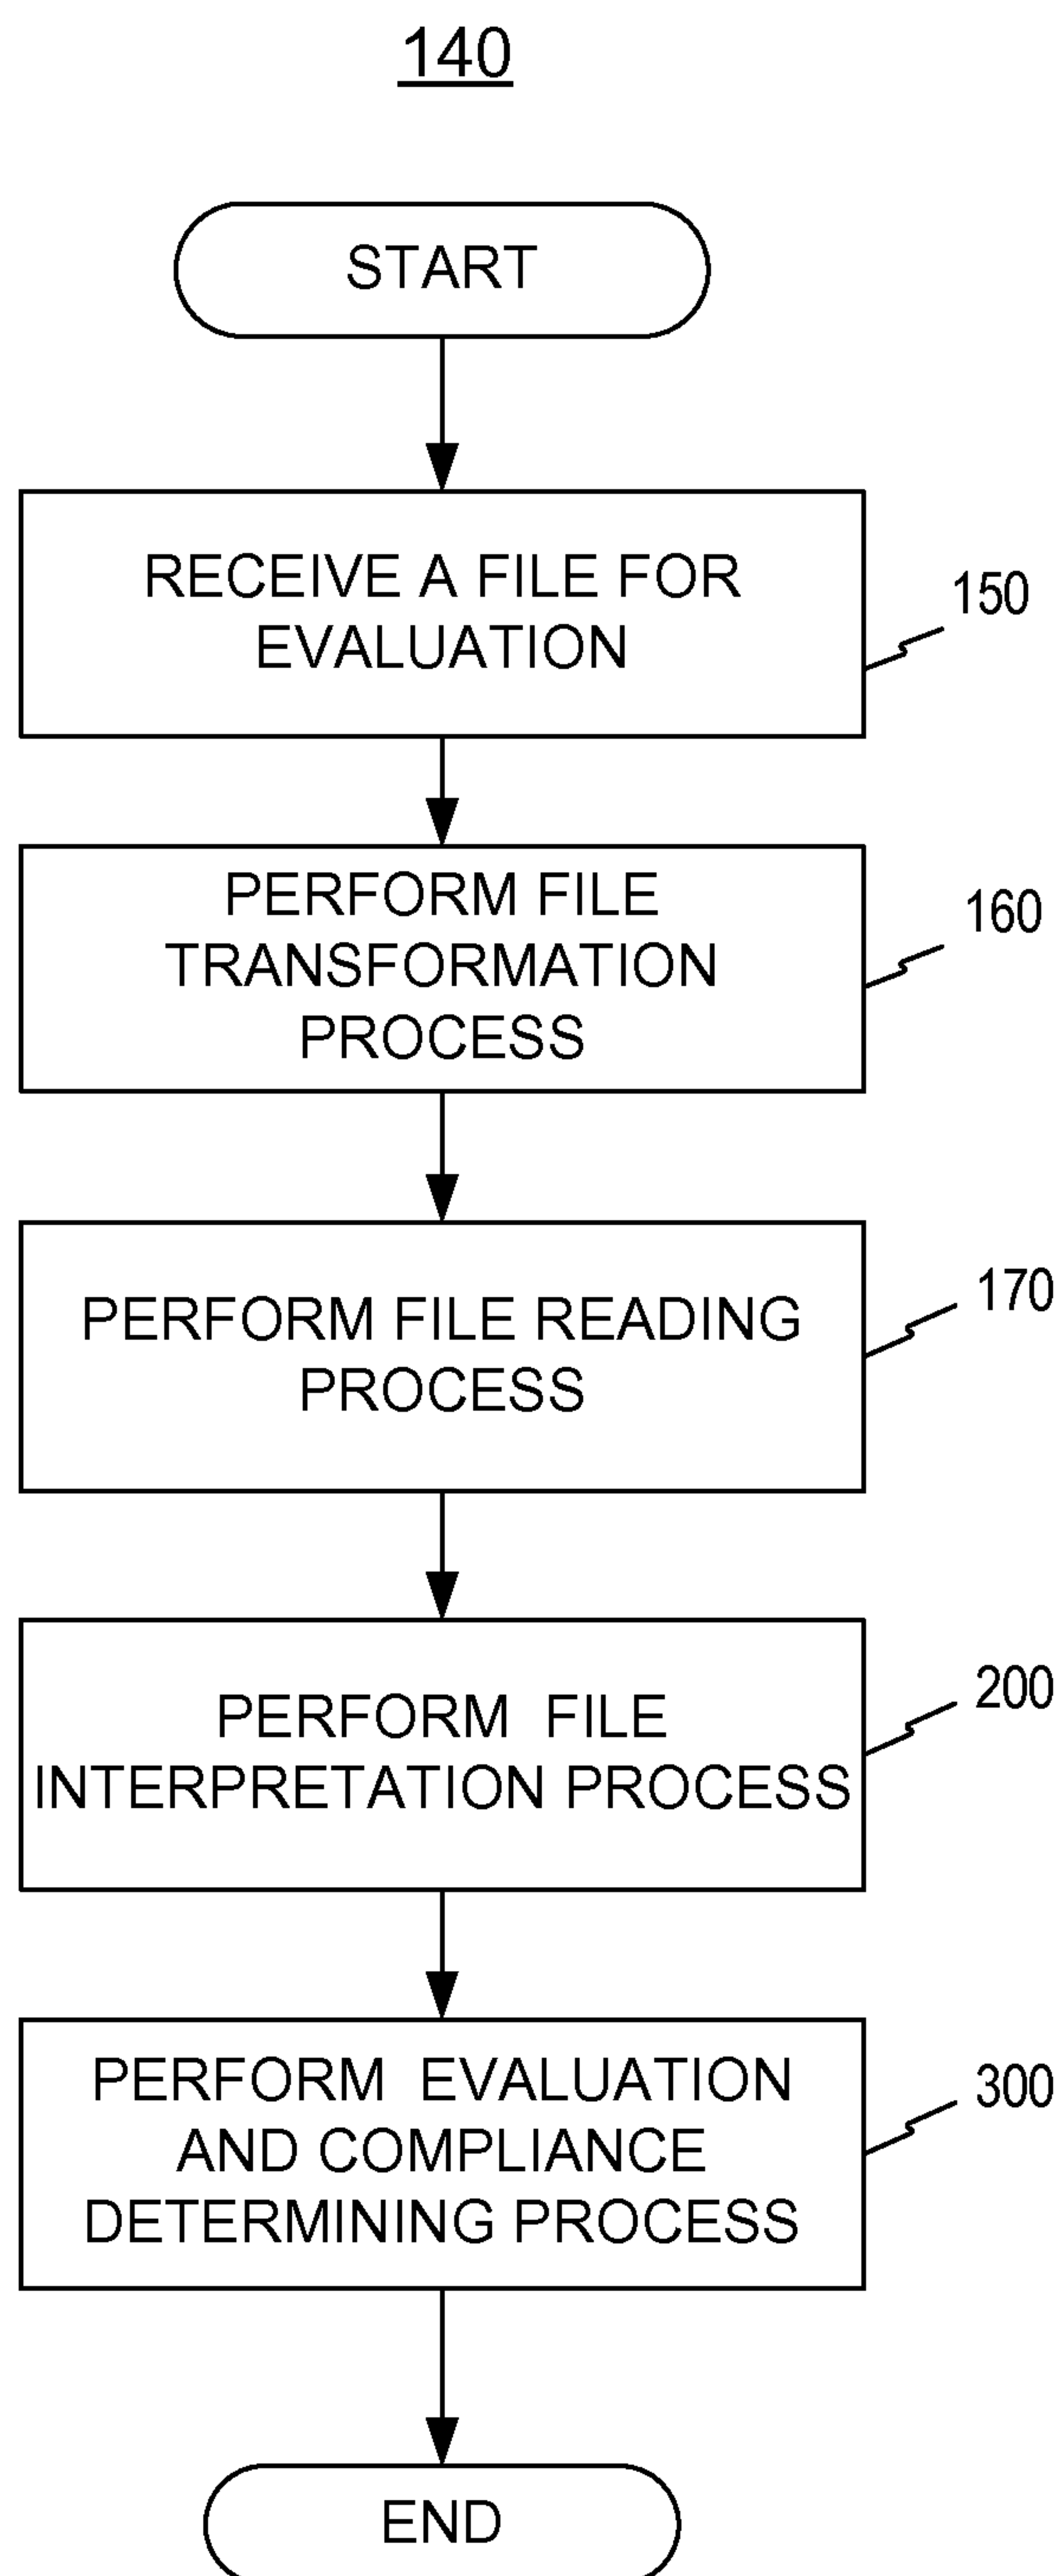 140
START
RECEIVE A FILE FOR
EVALUATION
150
PERFORM FILE
TRANSFORMATION
PROCESS
160
PERFORM FILE READING
PROCESS
170
PERFORM FILE
INTERPRETATION PROCESS
200
PERFORM EVALUATION
AND COMPLIANCE
DETERMINING PROCESS
300
END